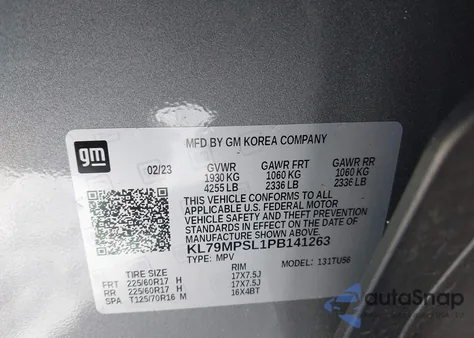 gm
MFD BY GM KOREA COMPANY
02/23 GVWR GAWR FRT GAWR RR
1930 KG 1060 KG 1060 KG
4255 LB 2336 LB 2336 LB
THIS VEHICLE CONFORMS TO ALL
APPLICABLE U.S. FEDERAL MOTOR
VEHICLE SAFETY AND THEFT PREVENTION
STANDARDS IN EFFECT ON THE DATE OF
MANUFACTURE SHOWN ABOVE.
KL79MPSL1PB141263
TYPE: MPV MODEL: 131TU56
TIRE SIZE RIM
FRT 225/60R17 H 17X7.5J
RR 225/60R17 H 17X7.5J
SPA T125/70R16 M 16X4BT
autoSnap